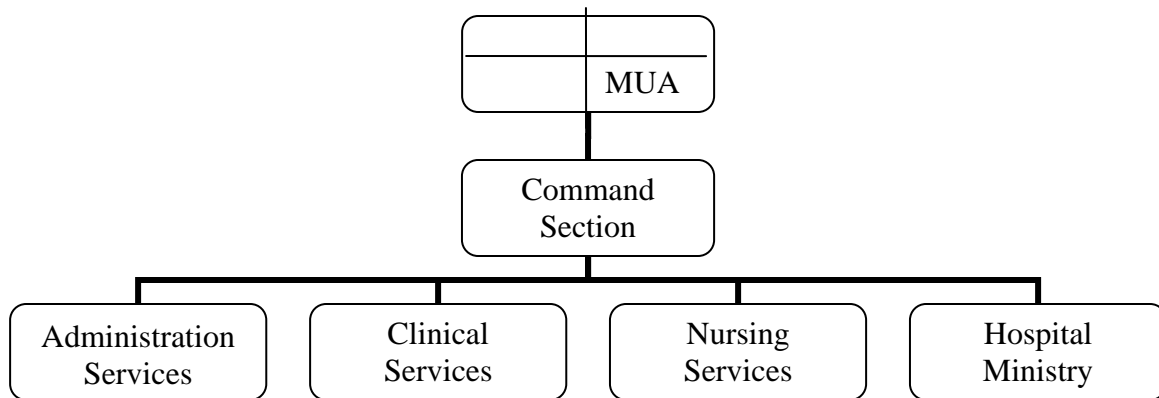 MUA
Command
Section
Administration
Services
Clinical
Services
Nursing
Services
Hospital
Ministry